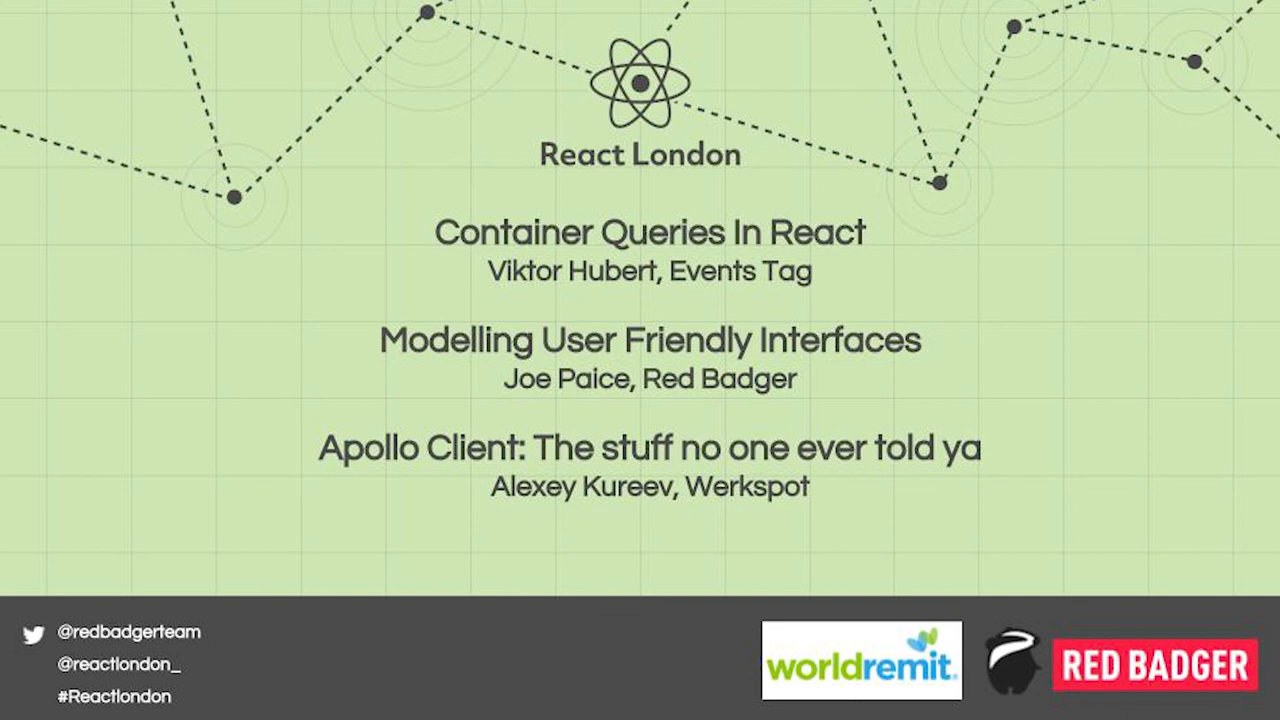 React London
Container Queries In React
Viktor Hubert, Events Tag
Modelling User Friendly Interfaces
Joe Paice, Red Badger
Apollo Client: The stuff no one ever told ya
Alexey Kureev, Werkspot
@redbadgerteam
@reactlondon_
#Reactlondon
worldremit
RED BADGER